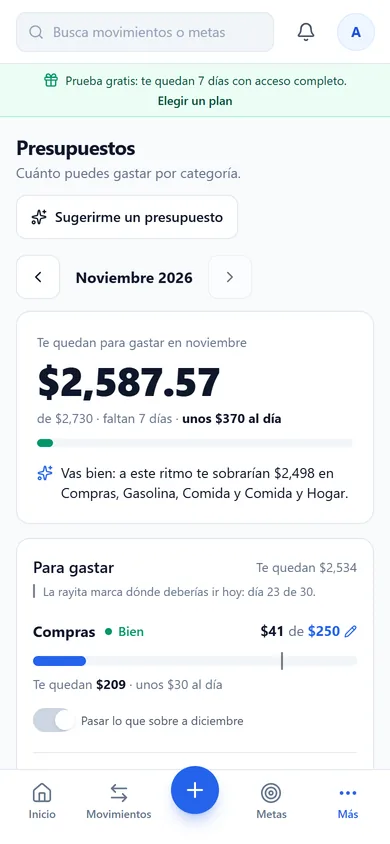 Busca movimientos o metas
A
Prueba gratis: te quedan 7 días con acceso completo.
Elegir un plan
Presupuestos
Cuánto puedes gastar por categoría.
Sugerirme un presupuesto
Noviembre 2026
Te quedan para gastar en noviembre
$2,587.57
de $2,730 · faltan 7 días · unos $370 al día
Vas bien: a este ritmo te sobrarían $2,498 en
Compras, Gasolina, Comida y Comida y Hogar.
Para gastar Te quedan $2,534
La rayita marca dónde deberías ir hoy: día 23 de 30.
Compras Bien $41 de $250
Te quedan $209 · unos $30 al día
Pasar lo que sobre a diciembre
Inicio Movimientos Metas Más